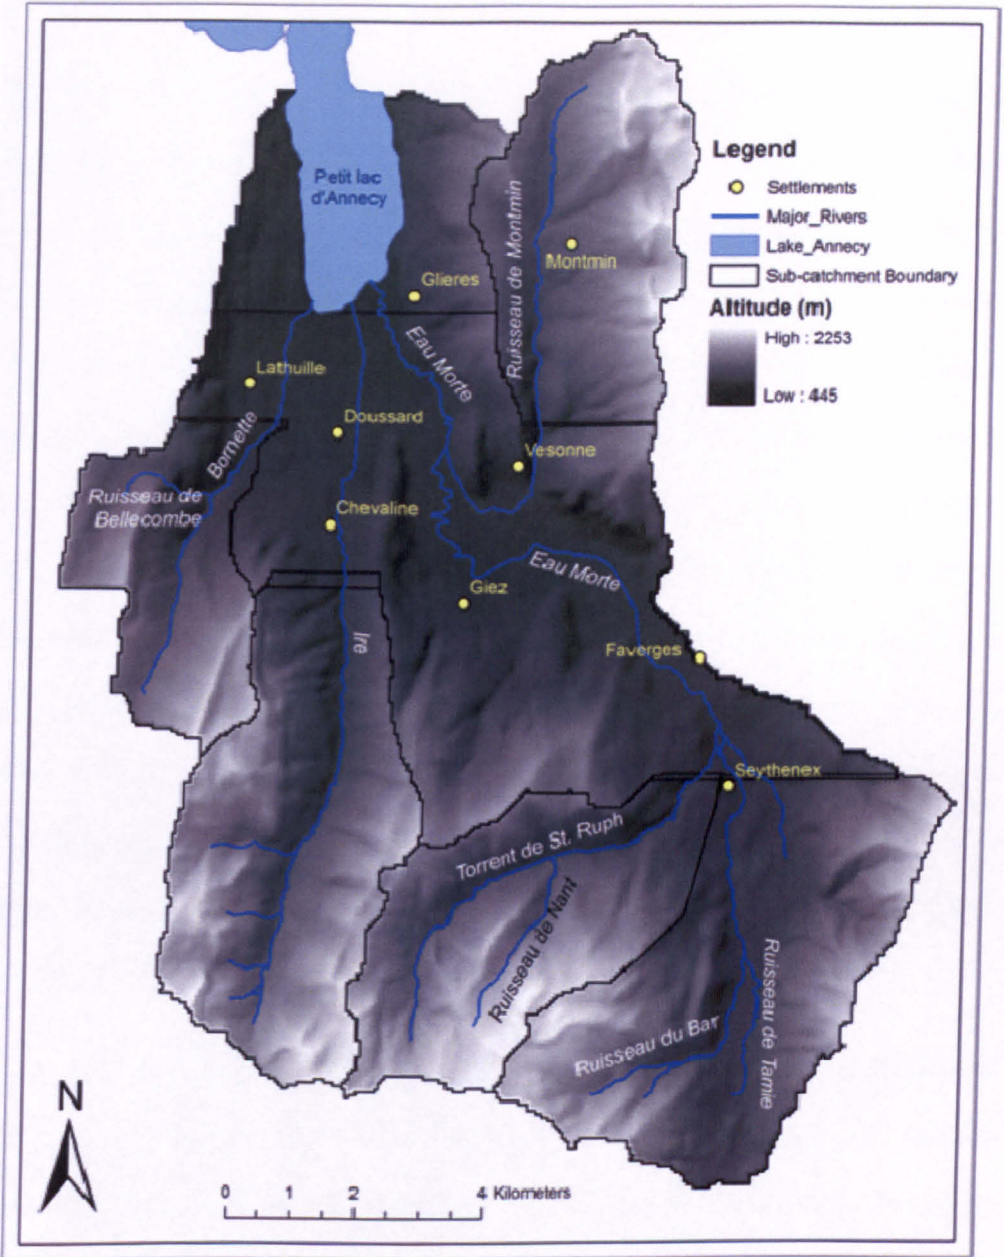 Petit lac
d'Annecy
Legend
Settlements
Major_Rivers
Lake_Annecy
Sub-catchment Boundary
Altitude (m)
High : 2253
Low : 445
Ruisseau de Montmin
Montmin
Glieres
Eau Morte
Lathuille
Doussard
Bornette
Vesonne
Ruisseau de
Bellecombe
Chevaline
Eau Morte
Giez
Ire
Faverges
Seythenex
Torrent de St. Ruph
Ruisseau de Nant
Ruisseau du Bar
Ruisseau de Tamie
N
0 1 2 4 Kilometers